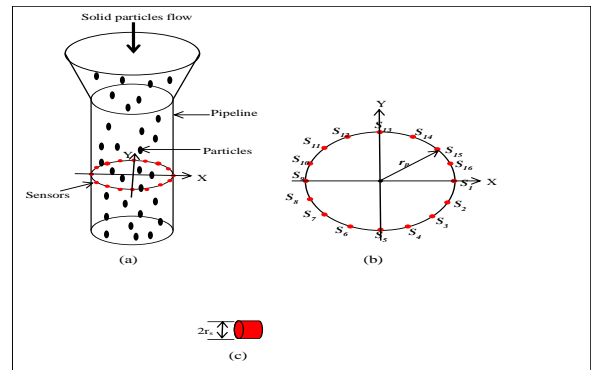 Solid particles flow
Pipeline
Particles
Y
X
Sensors
(a)
Y
S13
S12
S14
S11
S15
S10
rp
S16
S9
S1
X
S8
S2
S7
S3
S6
S5
S4
(b)
2rs
(c)